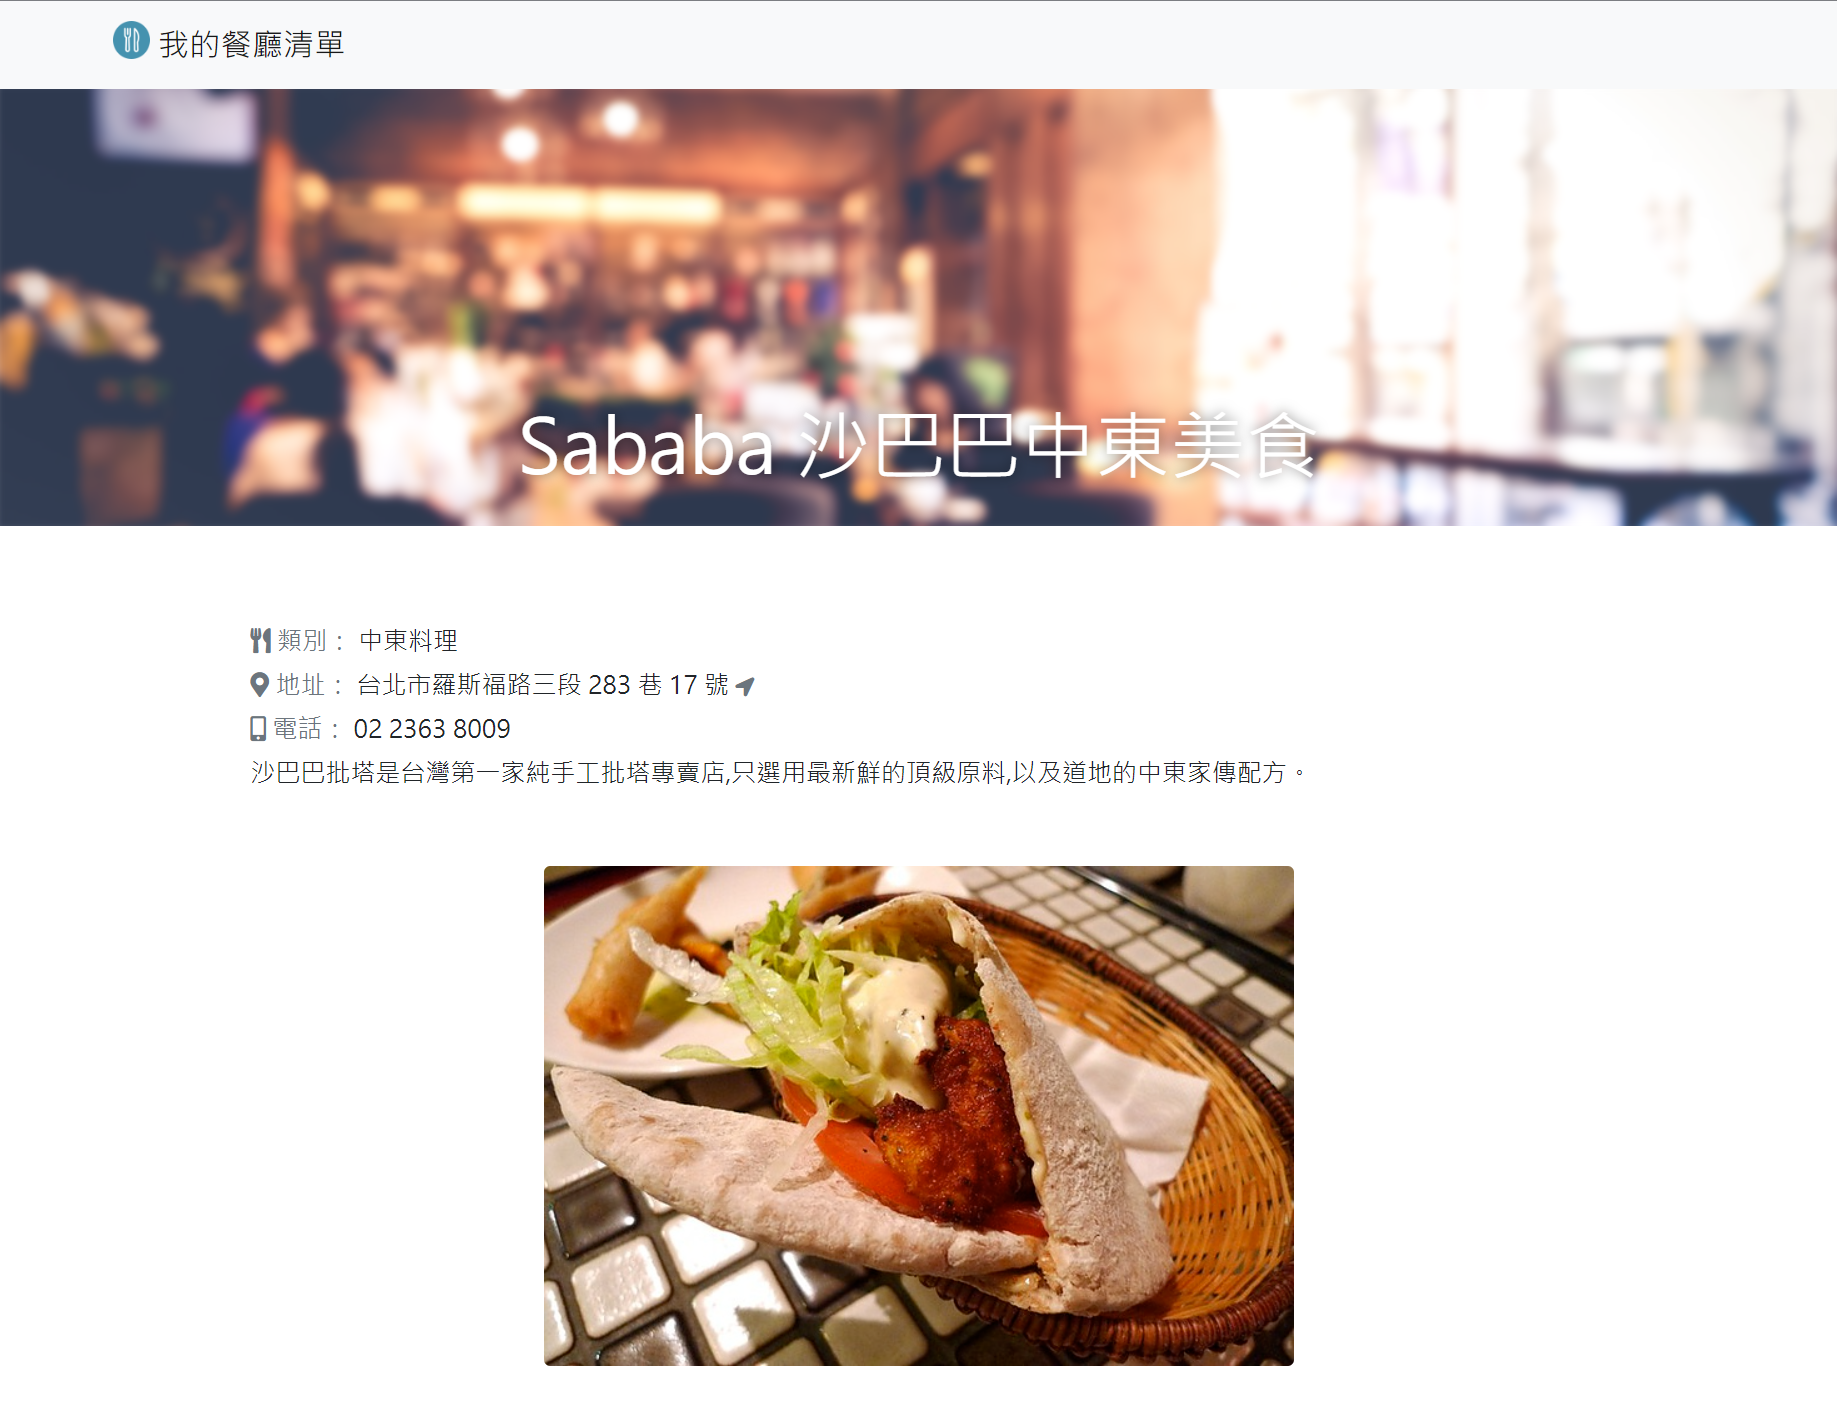 我的餐廳清單
Sababa 沙巴巴中東美食
類別： 中東料理
地址： 台北市羅斯福路三段 283 巷 17 號
電話： 02 2363 8009
沙巴巴批塔是台灣第一家純手工批塔專賣店,只選用最新鮮的頂級原料,以及道地的中東家傳配方。